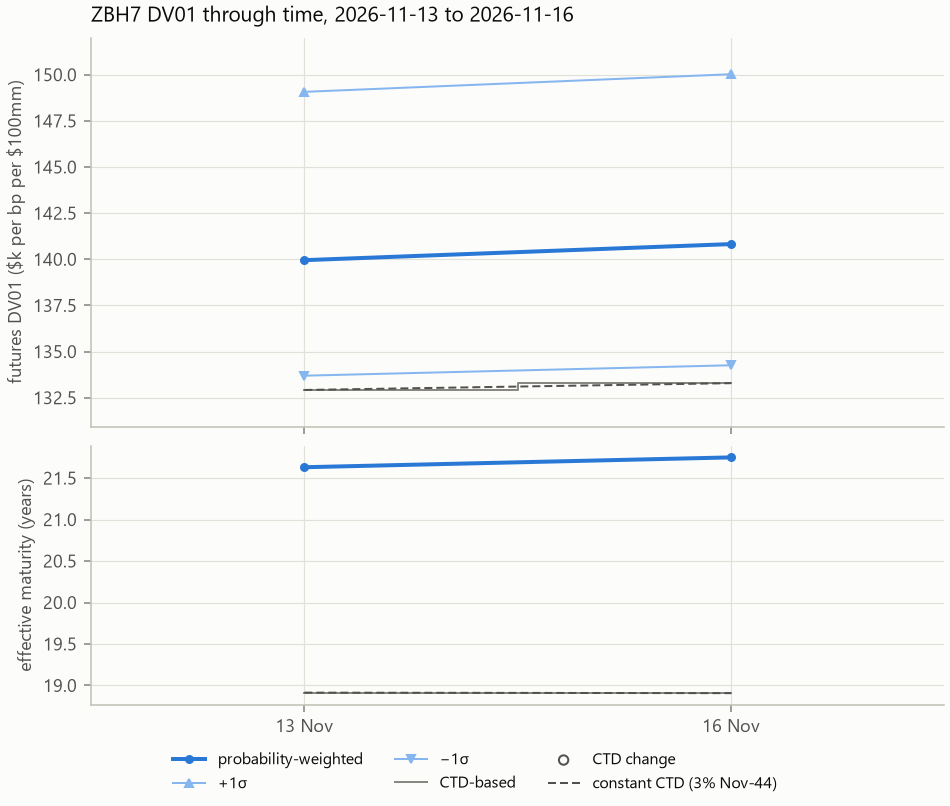 ZBH7 DV01 through time, 2026-11-13 to 2026-11-16
futures DV01 ($k per bp per $100mm)
150.0
147.5
145.0
142.5
140.0
137.5
135.0
132.5
effective maturity (years)
21.5
21.0
20.5
20.0
19.5
19.0
13 Nov
16 Nov
probability-weighted
+1σ
−1σ
CTD-based
CTD change
constant CTD (3% Nov-44)